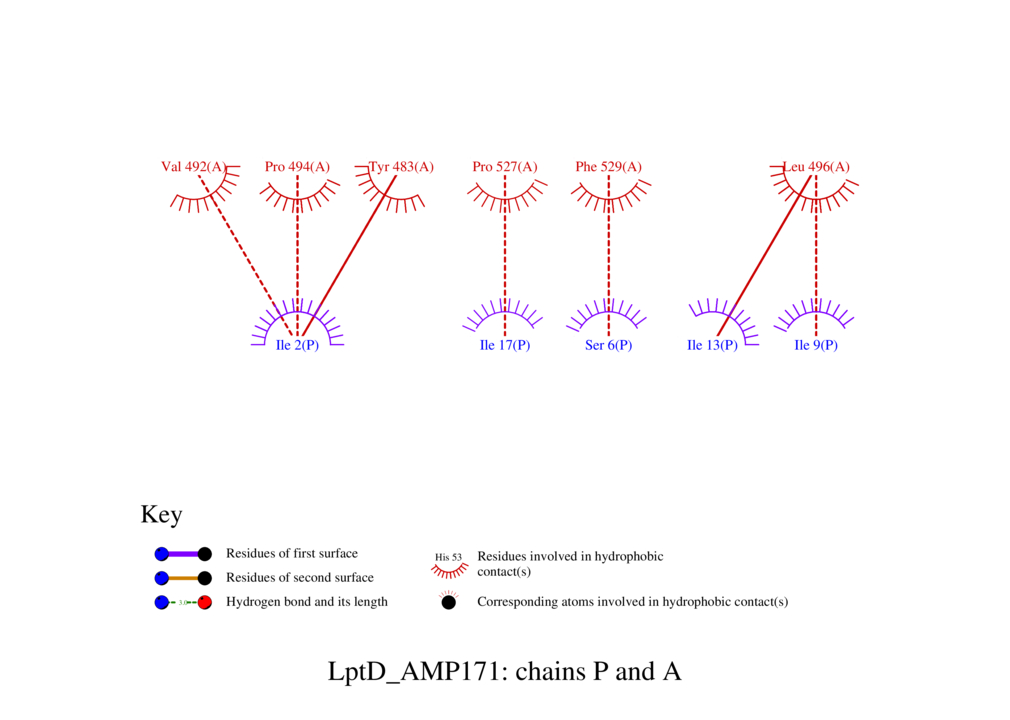 Val 492(A) Pro 494(A) Tyr 483(A) Pro 527(A) Phe 529(A) Leu 496(A)
Ile 2(P) Ile 17(P) Ser 6(P) Ile 13(P) Ile 9(P)
Key
Residues of first surface
Residues of second surface
3.0 Hydrogen bond and its length
His 53 Residues involved in hydrophobic
contact(s)
Corresponding atoms involved in hydrophobic contact(s)
LptD_AMP171: chains P and A